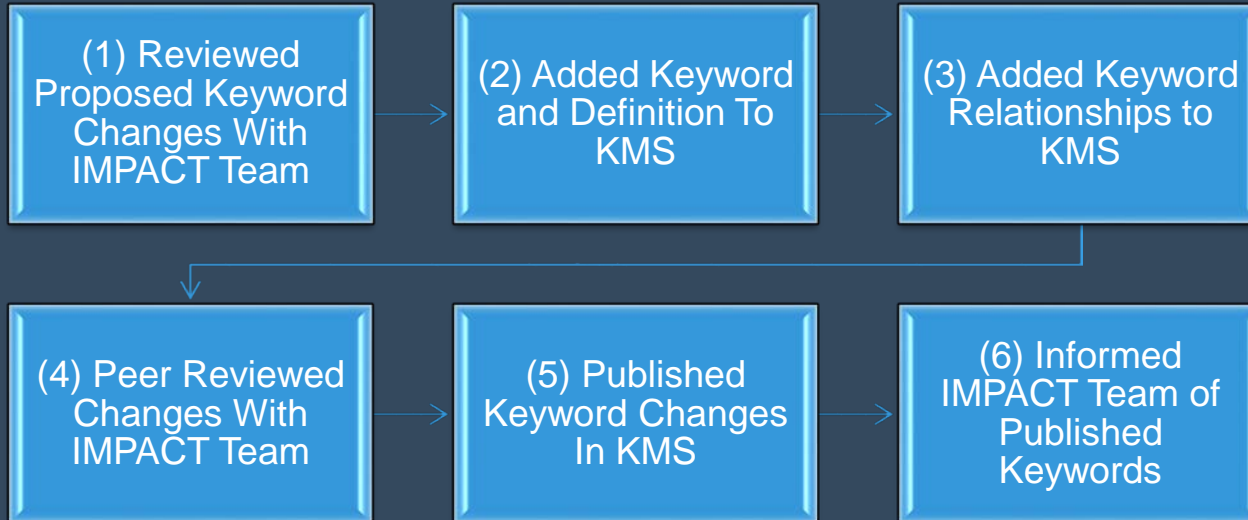 (1) Reviewed
Proposed Keyword
Changes With
IMPACT Team
(2) Added Keyword
and Definition To
KMS
(3) Added Keyword
Relationships to
KMS
(4) Peer Reviewed
Changes With
IMPACT Team
(5) Published
Keyword Changes
In KMS
(6) Informed
IMPACT Team of
Published
Keywords